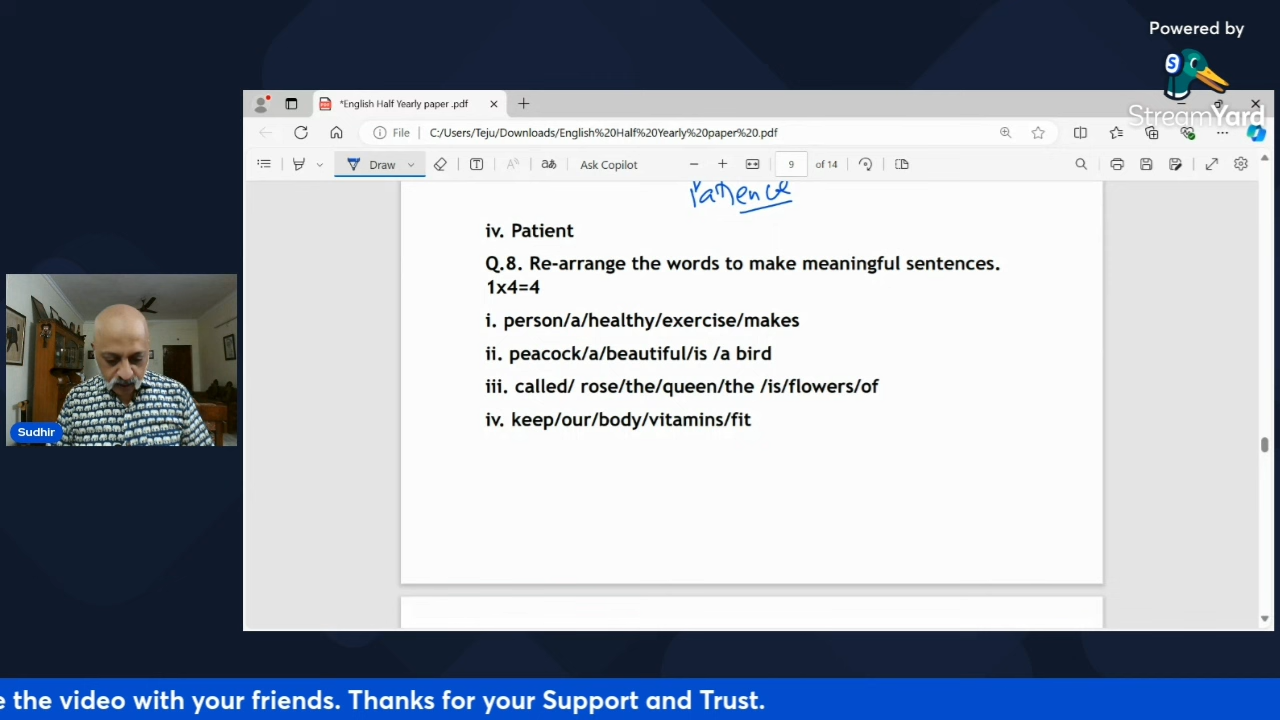 Powered by
S
StreamYard
*English Half Yearly paper .pdf
File
C:/Users/Teju/Downloads/English%20Half%20Yearly%20paper%20.pdf
Draw
Ask Copilot
9
of 14
Patience
iv. Patient
Q.8. Re-arrange the words to make meaningful sentences.
1x4=4
i. person/a/healthy/exercise/makes
ii. peacock/a/beautiful/is /a bird
iii. called/ rose/the/queen/the /is/flowers/of
iv. keep/our/body/vitamins/fit
Sudhir
e the video with your friends. Thanks for your Support and Trust.